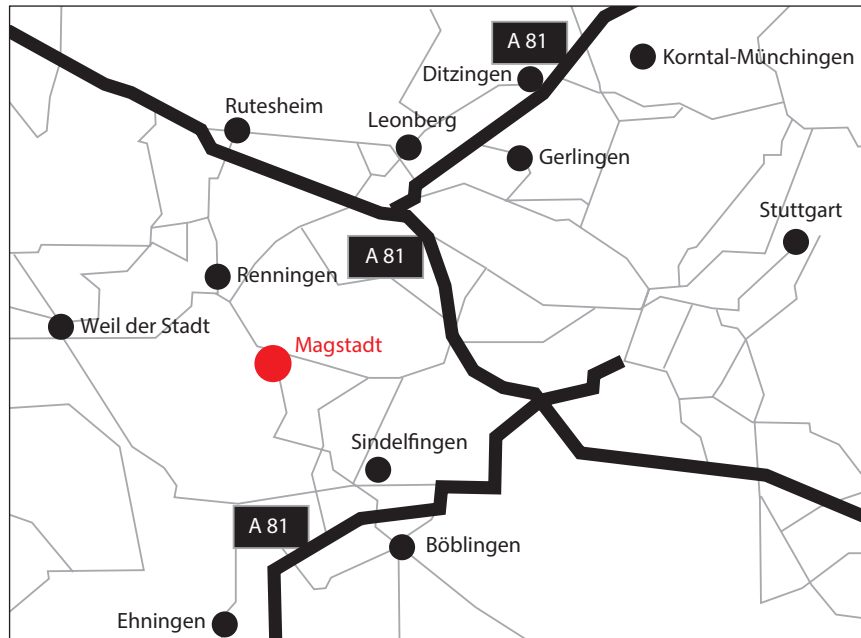 A 81
Korntal-Münchingen
Ditzingen
Rutesheim
Leonberg
Gerlingen
Stuttgart
A 81
Renningen
Weil der Stadt
Magstadt
Sindelfingen
A 81
Böblingen
Ehningen